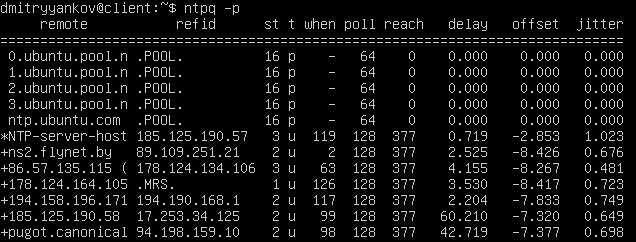 dmitryyankov@client:~$ ntpq -p
     remote           refid      st t when poll reach   delay   offset  jitter
==============================================================================
 0.ubuntu.pool.n .POOL.          16 p    -   64    0    0.000    0.000   0.000
 1.ubuntu.pool.n .POOL.          16 p    -   64    0    0.000    0.000   0.000
 2.ubuntu.pool.n .POOL.          16 p    -   64    0    0.000    0.000   0.000
 3.ubuntu.pool.n .POOL.          16 p    -   64    0    0.000    0.000   0.000
 ntp.ubuntu.com  .POOL.          16 p    -   64    0    0.000    0.000   0.000
*NTP-server-host 185.125.190.57   3 u  119  128  377    0.719   -2.853   1.023
+ns2.flynet.by   89.109.251.21    2 u    2  128  377    2.525   -8.426   0.676
+86.57.135.115 ( 178.124.134.106  3 u   63  128  377    4.155   -8.267   0.481
+178.124.164.105 .MRS.            1 u  126  128  377    3.530   -8.417   0.723
+194.158.196.171 194.190.168.1    2 u  117  128  377    2.204   -7.833   0.749
+185.125.190.58  17.253.34.125    2 u   99  128  377   60.210   -7.320   0.649
+pugot.canonical 94.198.159.10    2 u   98  128  377   42.719   -7.377   0.698